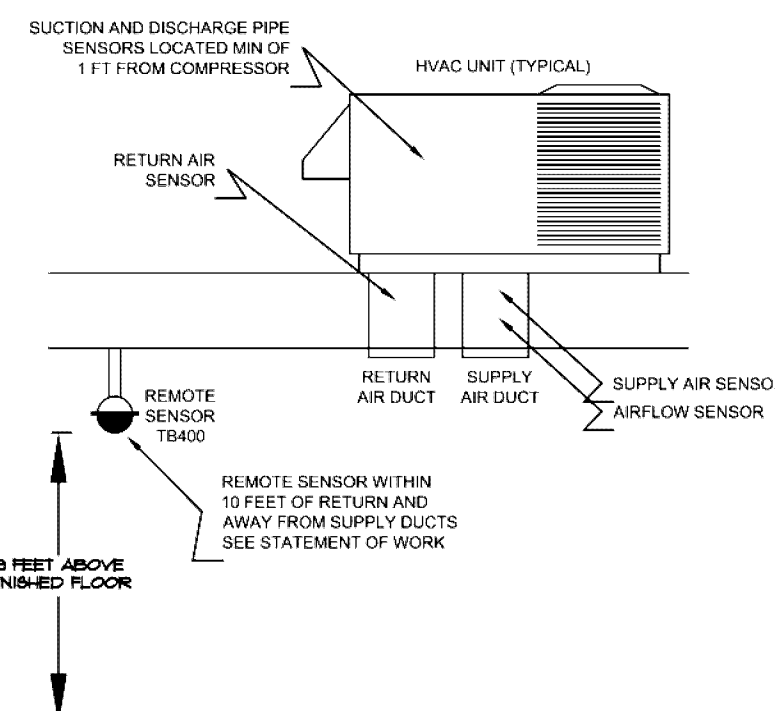 SUCTION AND DISCHARGE PIPE
SENSORS LOCATED MIN OF
1 FT FROM COMPRESSOR
HVAC UNIT (TYPICAL)
RETURN AIR
SENSOR
RETURN
AIR DUCT
SUPPLY
AIR DUCT
SUPPLY AIR SENSO
AIRFLOW SENSOR
REMOTE
SENSOR
TB400
REMOTE SENSOR WITHIN
10 FEET OF RETURN AND
AWAY FROM SUPPLY DUCTS
SEE STATEMENT OF WORK
FEET ABOVE
NISHED FLOOR